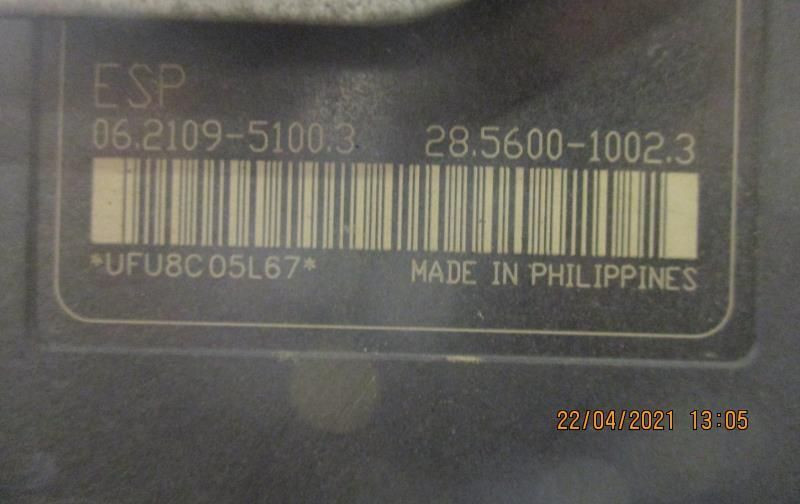 ESP
06.2109-5100.3 28.5600-1002.3
*UFU8C05L67* MADE IN PHILIPPINES
22/04/2021 13:05